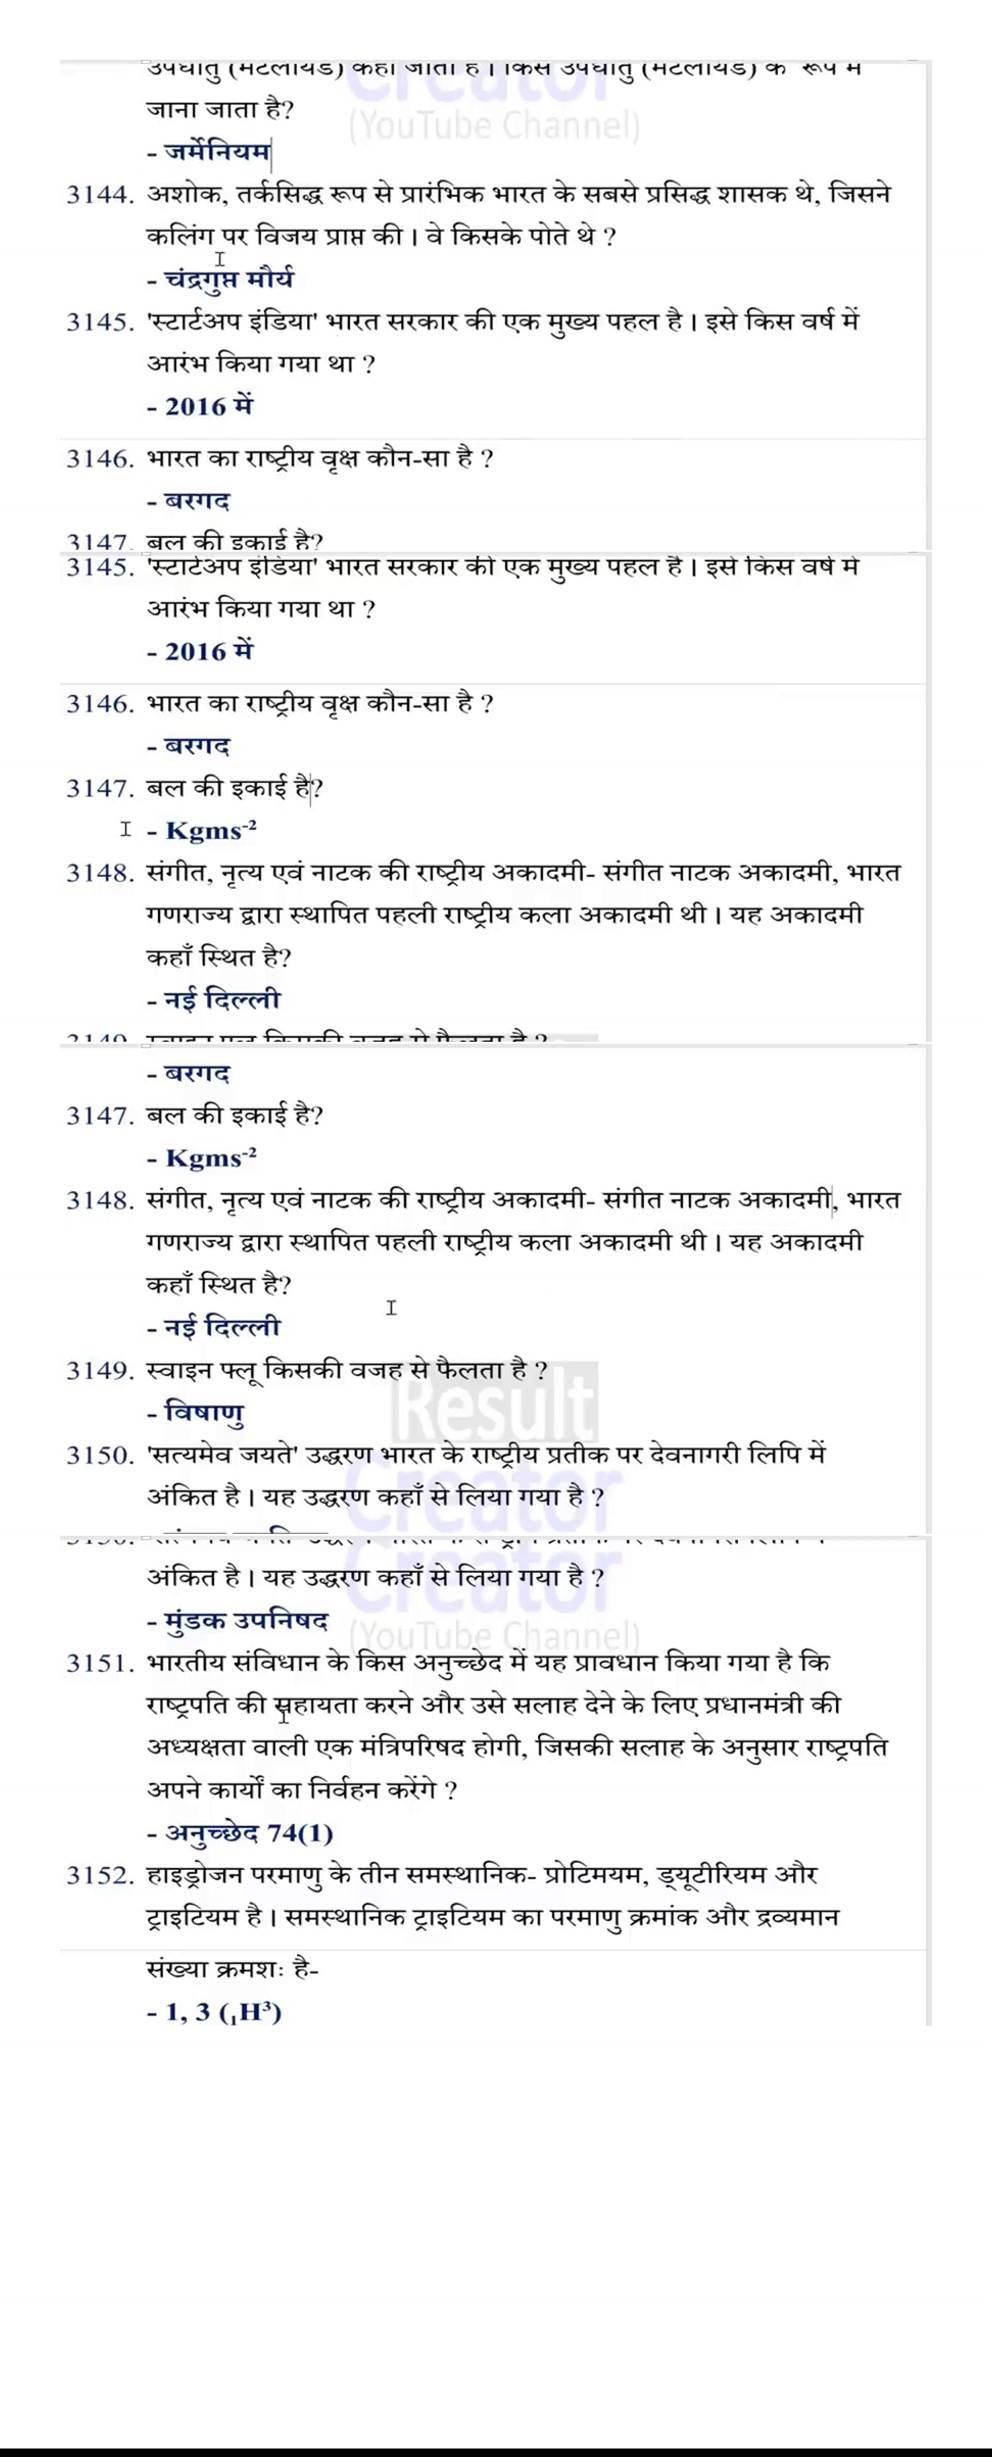 उपधातु (मेटलॉयड) कहा जाता है। किस उपधातु (मेटलॉयड) के रूप में
जाना जाता है?
(YouTube Channel)
- जर्मेनियम
3144. अशोक, तर्कसिद्ध रूप से प्रारंभिक भारत के सबसे प्रसिद्ध शासक थे, जिसने
कलिंग पर विजय प्राप्त की। वे किसके पोते थे ?
- चंद्रगुप्त मौर्य
3145. 'स्टार्टअप इंडिया' भारत सरकार की एक मुख्य पहल है। इसे किस वर्ष में
आरंभ किया गया था ?
- 2016 में
3146. भारत का राष्ट्रीय वृक्ष कौन-सा है ?
- बरगद
3147. बल की इकाई है?
3145. 'स्टार्टअप इंडिया' भारत सरकार की एक मुख्य पहल है। इसे किस वर्ष में
आरंभ किया गया था ?
- 2016 में
3146. भारत का राष्ट्रीय वृक्ष कौन-सा है ?
- बरगद
3147. बल की इकाई है?
- Kgms⁻²
3148. संगीत, नृत्य एवं नाटक की राष्ट्रीय अकादमी- संगीत नाटक अकादमी, भारत
गणराज्य द्वारा स्थापित पहली राष्ट्रीय कला अकादमी थी। यह अकादमी
कहाँ स्थित है?
- नई दिल्ली
- बरगद
3147. बल की इकाई है?
- Kgms⁻²
3148. संगीत, नृत्य एवं नाटक की राष्ट्रीय अकादमी- संगीत नाटक अकादमी, भारत
गणराज्य द्वारा स्थापित पहली राष्ट्रीय कला अकादमी थी। यह अकादमी
कहाँ स्थित है?
- नई दिल्ली
3149. स्वाइन फ्लू किसकी वजह से फैलता है ?
Result
- विषाणु
3150. 'सत्यमेव जयते' उद्धरण भारत के राष्ट्रीय प्रतीक पर देवनागरी लिपि में
अंकित है। यह उद्धरण कहाँ से लिया गया है ?
Creator
अंकित है। यह उद्धरण कहाँ से लिया गया है ?
Creator
- मुंडक उपनिषद
(YouTube Channel)
3151. भारतीय संविधान के किस अनुच्छेद में यह प्रावधान किया गया है कि
राष्ट्रपति की सहायता करने और उसे सलाह देने के लिए प्रधानमंत्री की
अध्यक्षता वाली एक मंत्रिपरिषद होगी, जिसकी सलाह के अनुसार राष्ट्रपति
अपने कार्यों का निर्वहन करेंगे ?
- अनुच्छेद 74(1)
3152. हाइड्रोजन परमाणु के तीन समस्थानिक- प्रोटिमयम, ड्यूटीरियम और
ट्राइटियम है। समस्थानिक ट्राइटियम का परमाणु क्रमांक और द्रव्यमान
संख्या क्रमशः है-
- 1, 3 (₁H³)